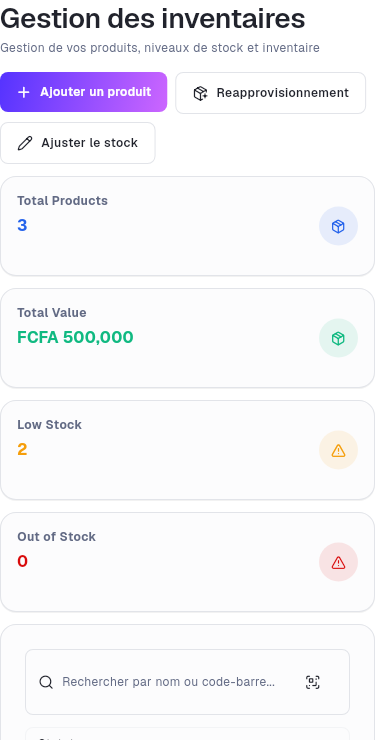 Gestion des inventaires
Gestion de vos produits, niveaux de stock et inventaire
Ajouter un produit
Reapprovisionnement
Ajuster le stock
Total Products
3
Total Value
FCFA 500,000
Low Stock
2
Out of Stock
0
Rechercher par nom ou code-barre...